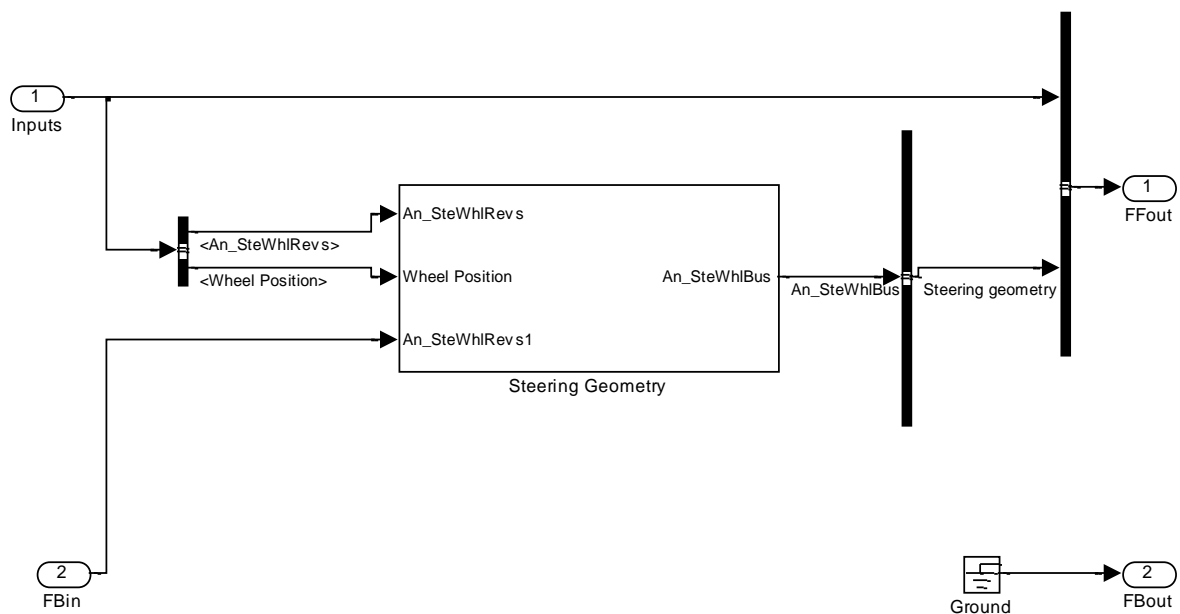 1
Inputs
<An_SteWhlRevs>
<Wheel Position>
An_SteWhlRevs
Wheel Position
An_SteWhlRevs1
An_SteWhlBus
Steering Geometry
An_SteWhlBus
Steering geometry
1
FFout
2
FBin
Ground
2
FBout